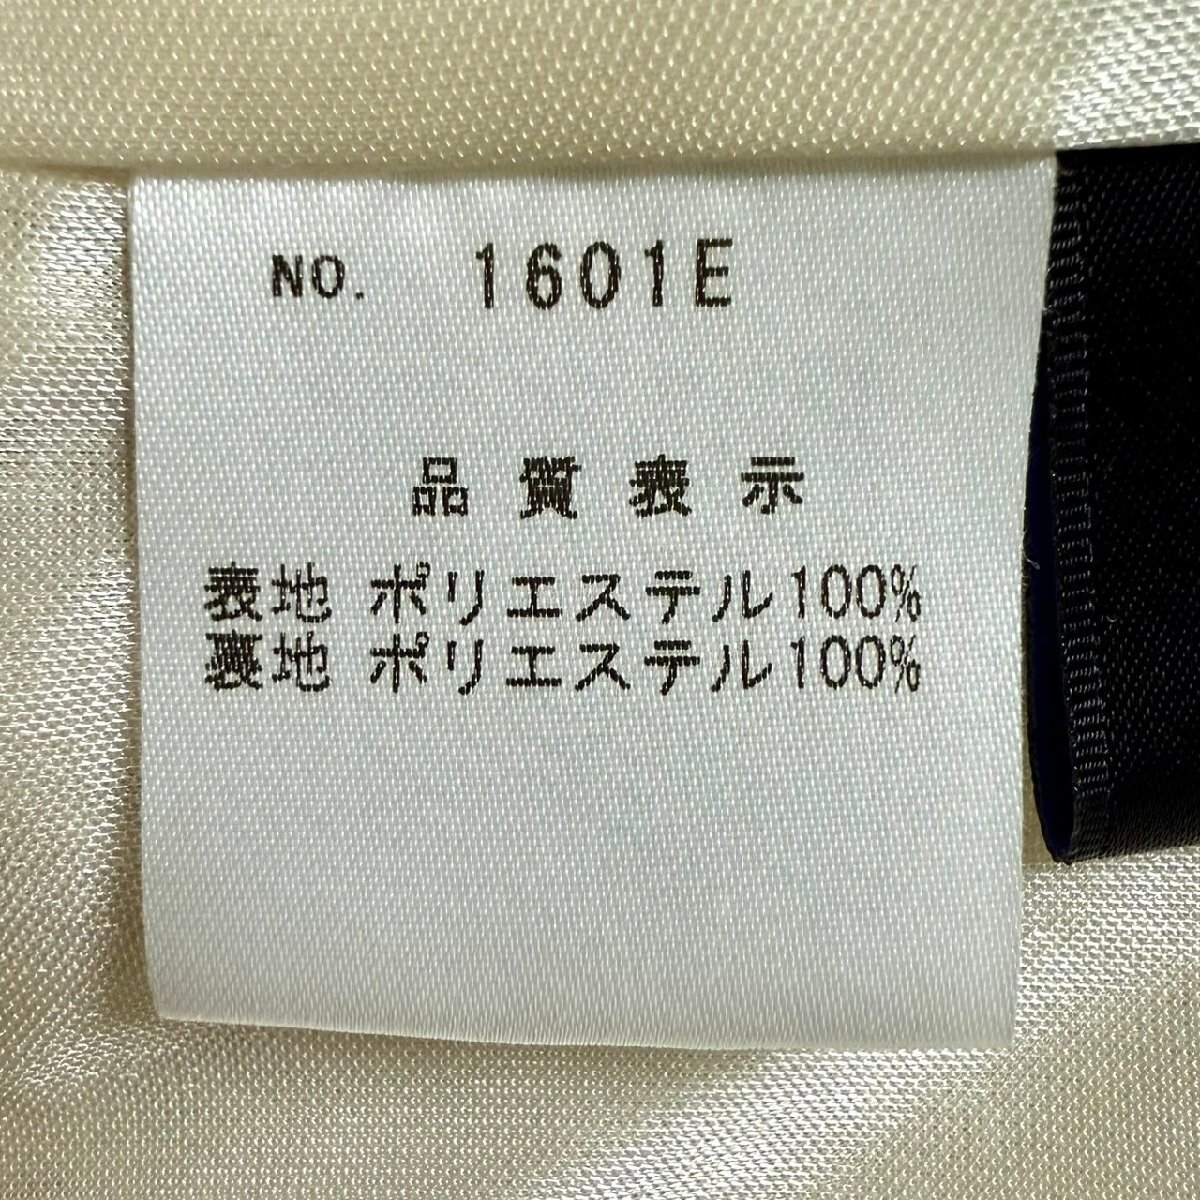 NO. 1601E
品質表示
表地 ポリエステル100%
裏地 ポリエステル100%